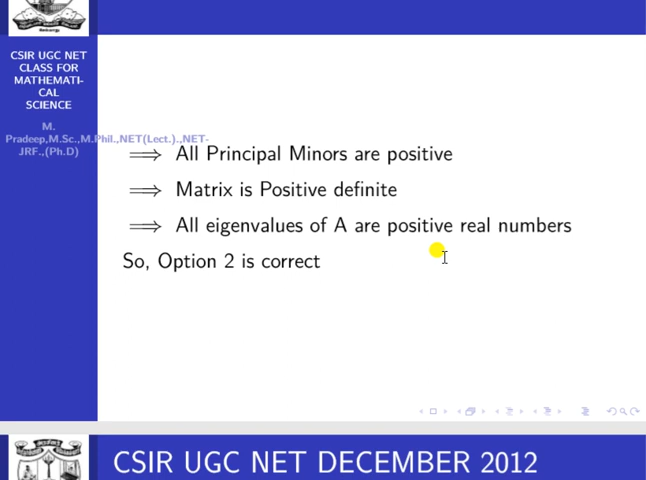 CSIR UGC NET
CLASS FOR
MATHEMATI-
CAL
SCIENCE
M.
Pradeep,M.Sc.,M.Phil.,NET(Lect.).,NET-
JRF.,(Ph.D)
⟹ All Principal Minors are positive
⟹ Matrix is Positive definite
⟹ All eigenvalues of A are positive real numbers
So, Option 2 is correct
CSIR UGC NET DECEMBER 2012